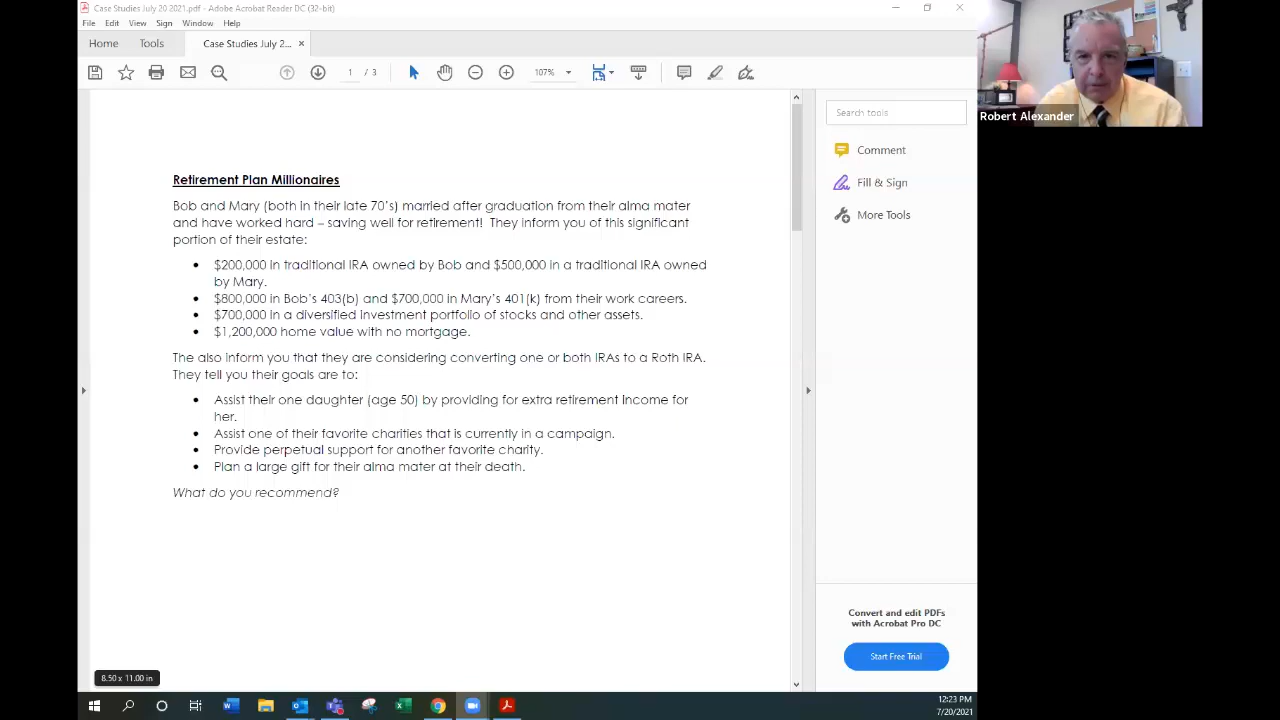 Case Studies July 20 2021.pdf - Adobe Acrobat Reader DC (32-bit)
File Edit View Sign Window Help
Home Tools Case Studies July 2... ×
1 / 3 107%
Search tools
Comment
Fill & Sign
More Tools
Robert Alexander
Retirement Plan Millionaires
Bob and Mary (both in their late 70's) married after graduation from their alma mater
and have worked hard – saving well for retirement! They inform you of this significant
portion of their estate:
• $200,000 in traditional IRA owned by Bob and $500,000 in a traditional IRA owned
by Mary.
• $800,000 in Bob's 403(b) and $700,000 in Mary's 401(k) from their work careers.
• $700,000 in a diversified investment portfolio of stocks and other assets.
• $1,200,000 home value with no mortgage.
The also inform you that they are considering converting one or both IRAs to a Roth IRA.
They tell you their goals are to:
• Assist their one daughter (age 50) by providing for extra retirement income for
her.
• Assist one of their favorite charities that is currently in a campaign.
• Provide perpetual support for another favorite charity.
• Plan a large gift for their alma mater at their death.
What do you recommend?
Convert and edit PDFs
with Acrobat Pro DC
Start Free Trial
8.50 x 11.00 in
12:23 PM
7/20/2021